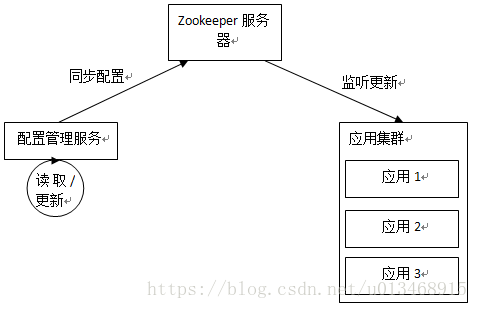 Zookeeper 服务
器
同步配置
监听更新
配置管理服务
应用集群
读取/
更新
应用 1
应用 2
应用 3
https://blog.csdn.net/u013468915